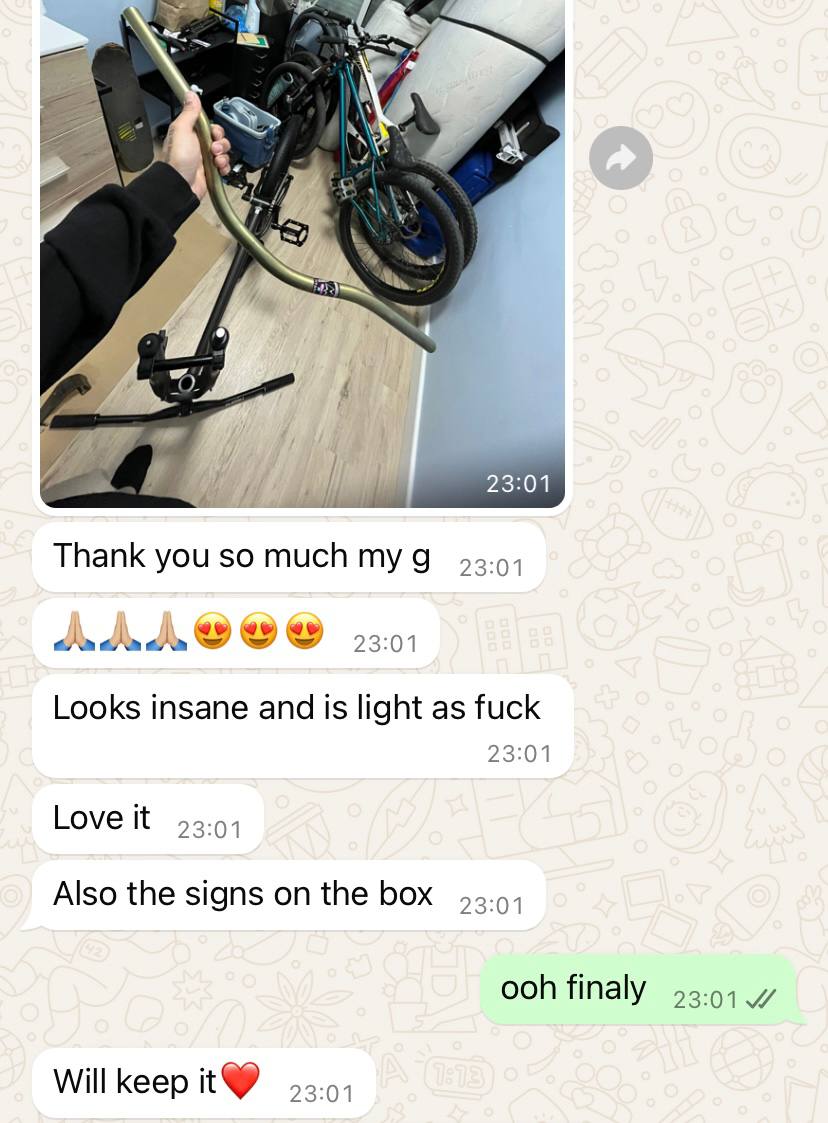 23:01
Thank you so much my g 23:01
🙏🏼🙏🏼🙏🏼😍😍😍 23:01
Looks insane and is light as fuck
23:01
Love it 23:01
Also the signs on the box 23:01
ooh finaly 23:01
Will keep it❤️ 23:01